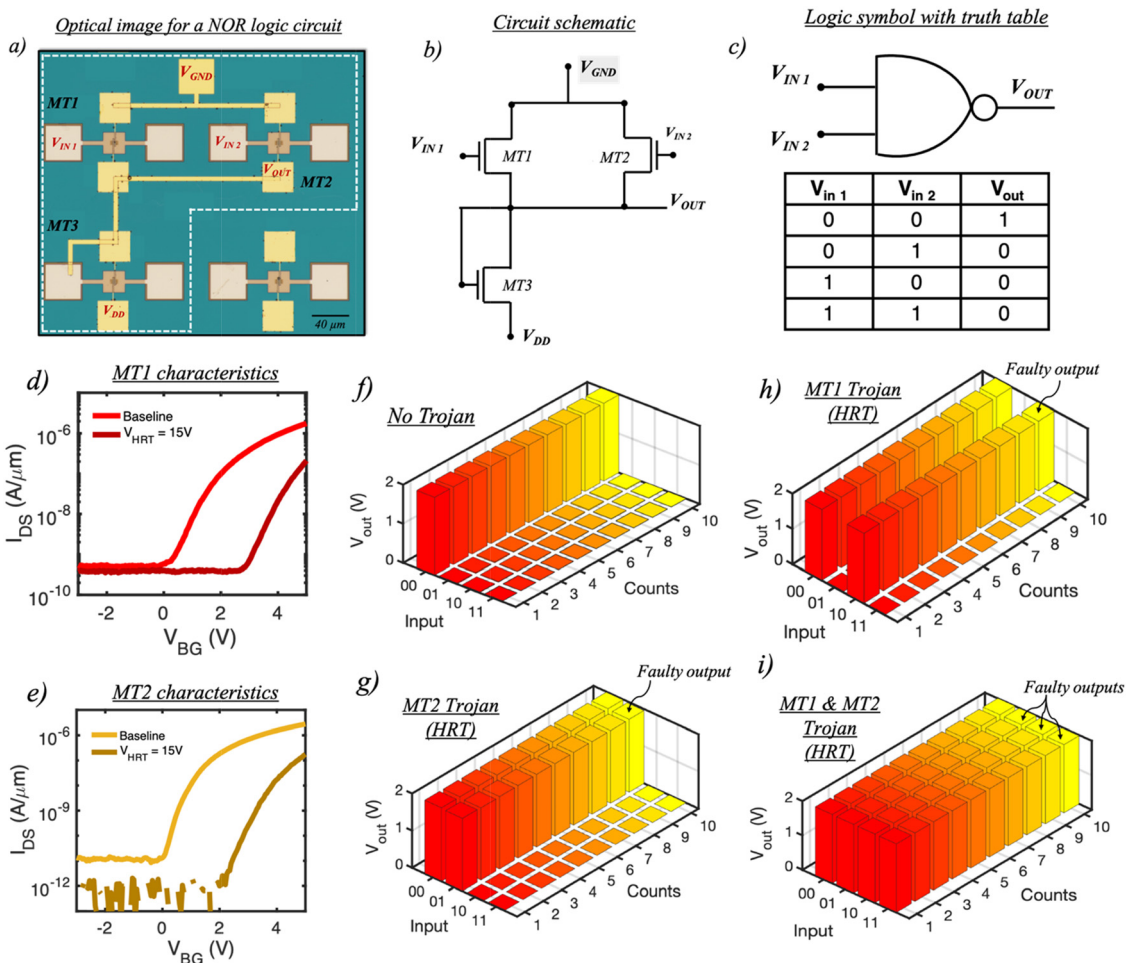 Optical image for a NOR logic circuit
a)
V_GND
MT1
V_IN 1
V_IN 2
V_OUT
MT2
MT3
V_DD
40 µm
Circuit schematic
b)
V_GND
V_IN 1
MT1
MT2
V_IN 2
V_OUT
MT3
V_DD
Logic symbol with truth table
c)
V_IN 1
V_OUT
V_IN 2
V_in 1 V_in 2 V_out
0 0 1
0 1 0
1 0 0
1 1 0
d)
MT1 characteristics
Baseline
V_HRT = 15V
I_DS (A/µm)
10^-6
10^-8
10^-10
-2 0 2 4
V_BG (V)
e)
MT2 characteristics
Baseline
V_HRT = 15V
I_DS (A/µm)
10^-6
10^-9
10^-12
-2 0 2 4
V_BG (V)
f)
No Trojan
V_out (V)
2
1
0
00 01 10 11
Input
1 2 3 4 5 6 7 8 9 10
Counts
g)
MT2 Trojan
(HRT)
Faulty output
V_out (V)
2
1
0
00 01 10 11
Input
1 2 3 4 5 6 7 8 9 10
Counts
h)
MT1 Trojan
(HRT)
Faulty output
V_out (V)
2
1
0
00 01 10 11
Input
1 2 3 4 5 6 7 8 9 10
Counts
i)
MT1 & MT2
Trojan
(HRT)
Faulty outputs
V_out (V)
2
1
0
00 01 10 11
Input
1 2 3 4 5 6 7 8 9 10
Counts